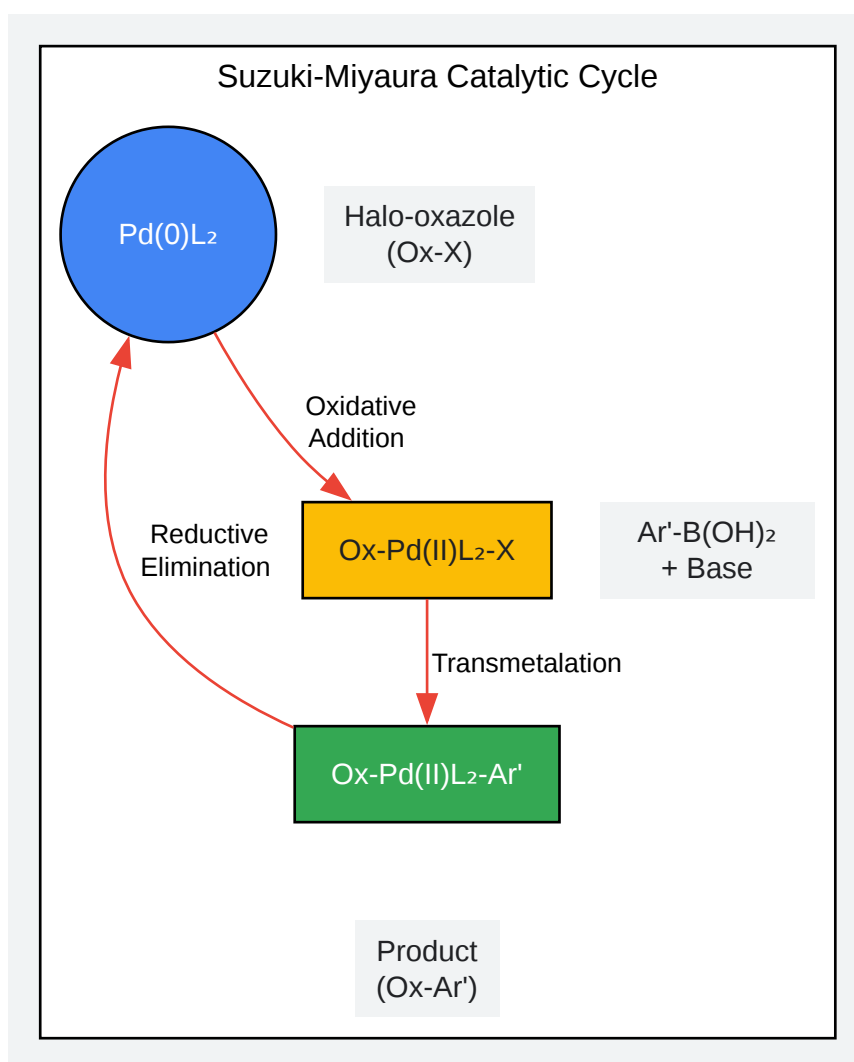 Suzuki-Miyaura Catalytic Cycle
Pd(0)L₂
Halo-oxazole
(Ox-X)
Oxidative
Addition
Reductive
Elimination
Ox-Pd(II)L₂-X
Ar'-B(OH)₂
+ Base
Transmetalation
Ox-Pd(II)L₂-Ar'
Product
(Ox-Ar')